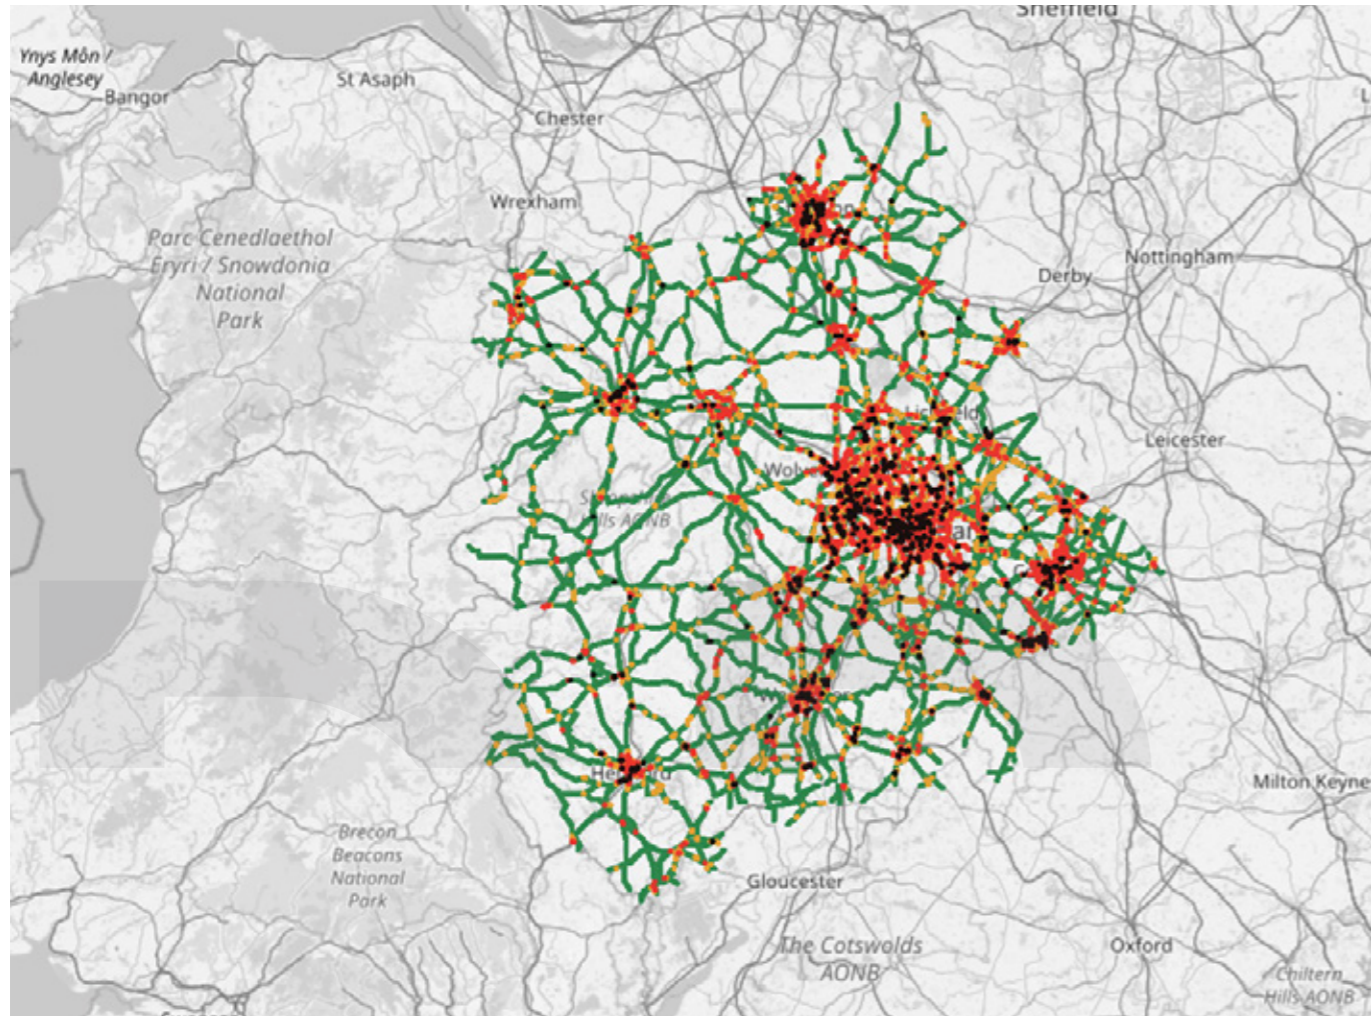 Sheffield
Ynys Môn /
Anglesey
Bangor
St Asaph
Chester
Wrexham
Parc Cenedlaethol
Eryri / Snowdonia
National
Park
Derby
Nottingham
Leicester
Milton Keyne
Brecon
Beacons
National
Park
Gloucester
The Cotswolds
AONB
Oxford
Chiltern
Hills AONB